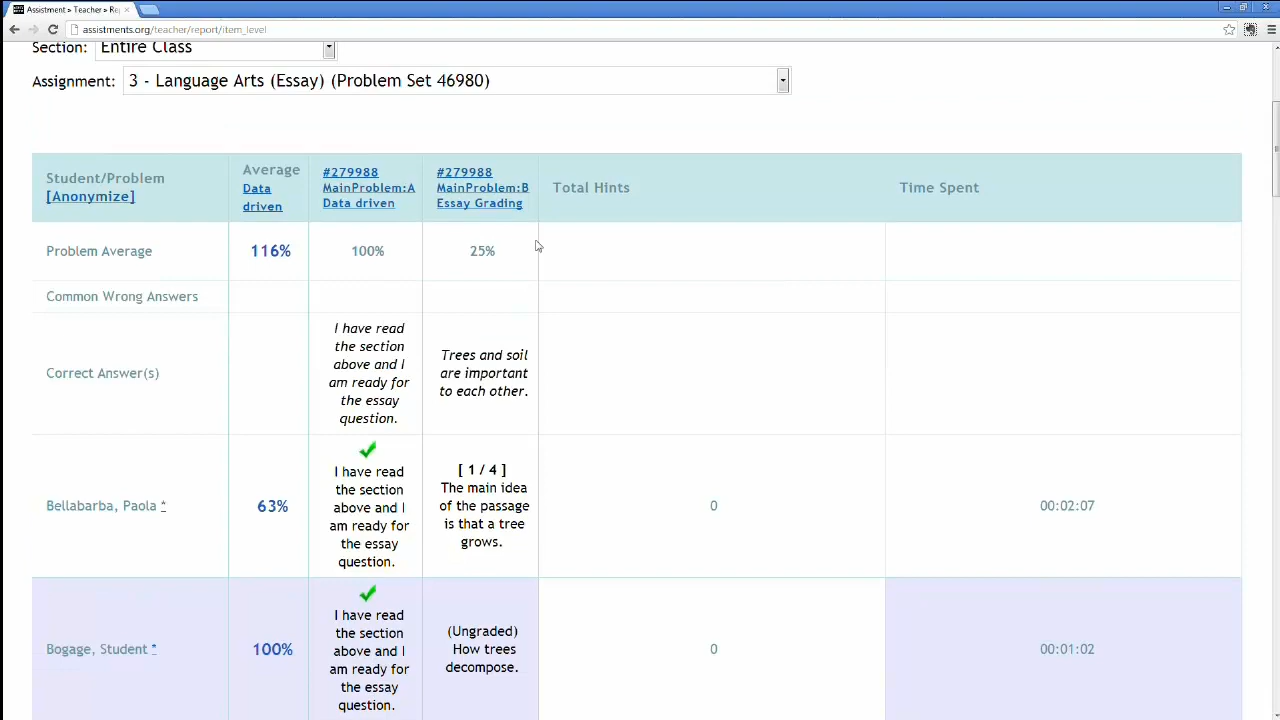 Assistment » Teacher » Rep
assistments.org/teacher/report/item_level
Section: Entire Class
Assignment: 3 - Language Arts (Essay) (Problem Set 46980)
Student/Problem
[Anonymize]
Average
Data
driven
#279988
MainProblem:A
Data driven
#279988
MainProblem:B
Essay Grading
Total Hints
Time Spent
Problem Average
116%
100%
25%
Common Wrong Answers
Correct Answer(s)
I have read
the section
above and I
am ready for
the essay
question.
Trees and soil
are important
to each other.
Bellabarba, Paola *
63%
I have read
the section
above and I
am ready for
the essay
question.
[ 1 / 4 ]
The main idea
of the passage
is that a tree
grows.
0
00:02:07
Bogage, Student *
100%
I have read
the section
above and I
am ready for
the essay
question.
(Ungraded)
How trees
decompose.
0
00:01:02